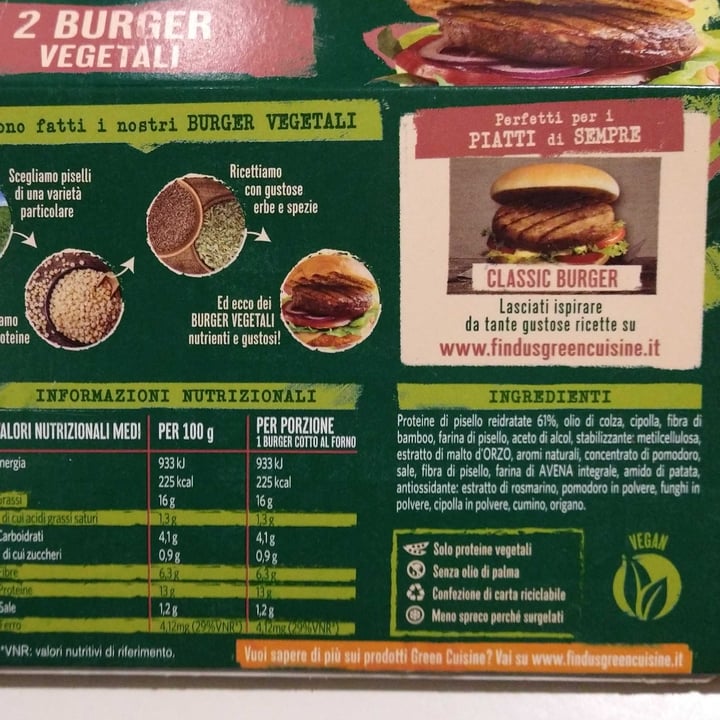 2 BURGER
VEGETALI
ono fatti i nostri BURGER VEGETALI
Scegliamo piselli
di una varietà
particolare
Ricettiamo
con gustose
erbe e spezie
amo
oteine
Ed ecco dei
BURGER VEGETALI
nutrienti e gustosi!
Perfetti per i
PIATTI di SEMPRE
CLASSIC BURGER
Lasciati ispirare
da tante gustose ricette su
www.findusgreencuisine.it
INFORMAZIONI NUTRIZIONALI
ALORI NUTRIZIONALI MEDI PER 100 g PER PORZIONE
1 BURGER COTTO AL FORNO
nergia 933 kJ 933 kJ
225 kcal 225 kcal
Grassi 16 g 16 g
di cui acidi grassi saturi 1,3 g 1,3 g
Carboidrati 4,1 g 4,1 g
di cui zuccheri 0,9 g 0,9 g
Fibre 6,3 g 6,3 g
Proteine 13 g 13 g
Sale 1,2 g 1,2 g
Ferro 4,12mg (29%VNR*) 4,12mg (29%VNR*)
*VNR: valori nutritivi di riferimento.
INGREDIENTI
Proteine di pisello reidratate 61%, olio di colza, cipolla, fibra di
bamboo, farina di pisello, aceto di alcol, stabilizzante: metilcellulosa,
estratto di malto d'ORZO, aromi naturali, concentrato di pomodoro,
sale, fibra di pisello, farina di AVENA integrale, amido di patata,
antiossidante: estratto di rosmarino, pomodoro in polvere, funghi in
polvere, cipolla in polvere, cumino, origano.
Solo proteine vegetali
Senza olio di palma
Confezione di carta riciclabile
Meno spreco perché surgelati
VEGAN
Vuoi sapere di più sui prodotti Green Cuisine? Vai su www.findusgreencuisine.it